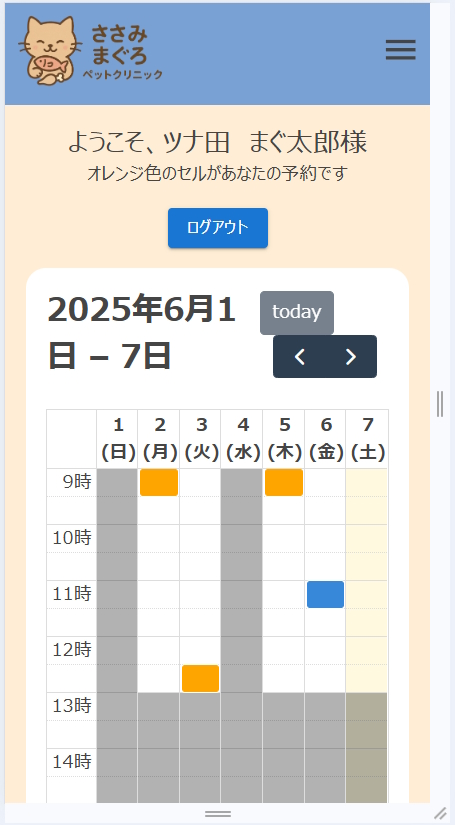 ささみ
まぐろ
ペットクリニック
ようこそ、ツナ田　まぐ太郎様
オレンジ色のセルがあなたの予約です
ログアウト
2025年6月1
日 – 7日
today
1 2 3 4 5 6 7
(日) (月) (火) (水) (木) (金) (土)
9時
10時
11時
12時
13時
14時